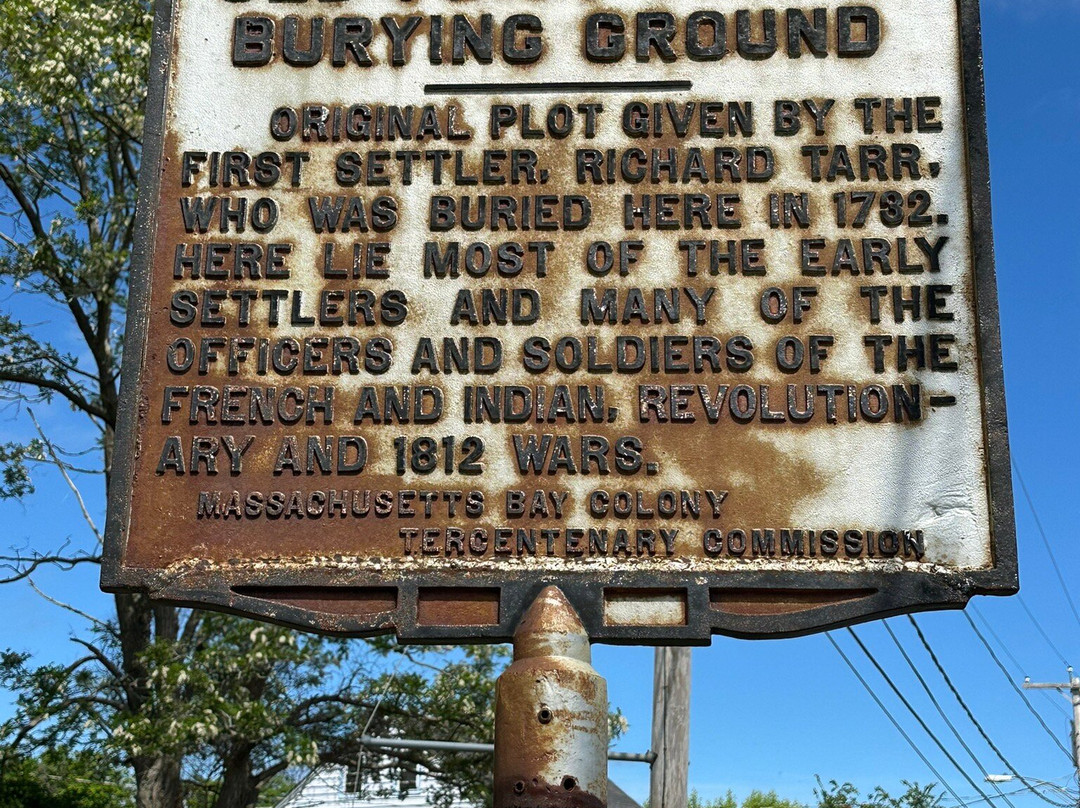 BURYING GROUND
ORIGINAL PLOT GIVEN BY THE
FIRST SETTLER, RICHARD TARR,
WHO WAS BURIED HERE IN 1732.
HERE LIE MOST OF THE EARLY
SETTLERS AND MANY OF THE
OFFICERS AND SOLDIERS OF THE
FRENCH AND INDIAN, REVOLUTION-
ARY AND 1812 WARS.
MASSACHUSETTS BAY COLONY
TERCENTENARY COMMISSION